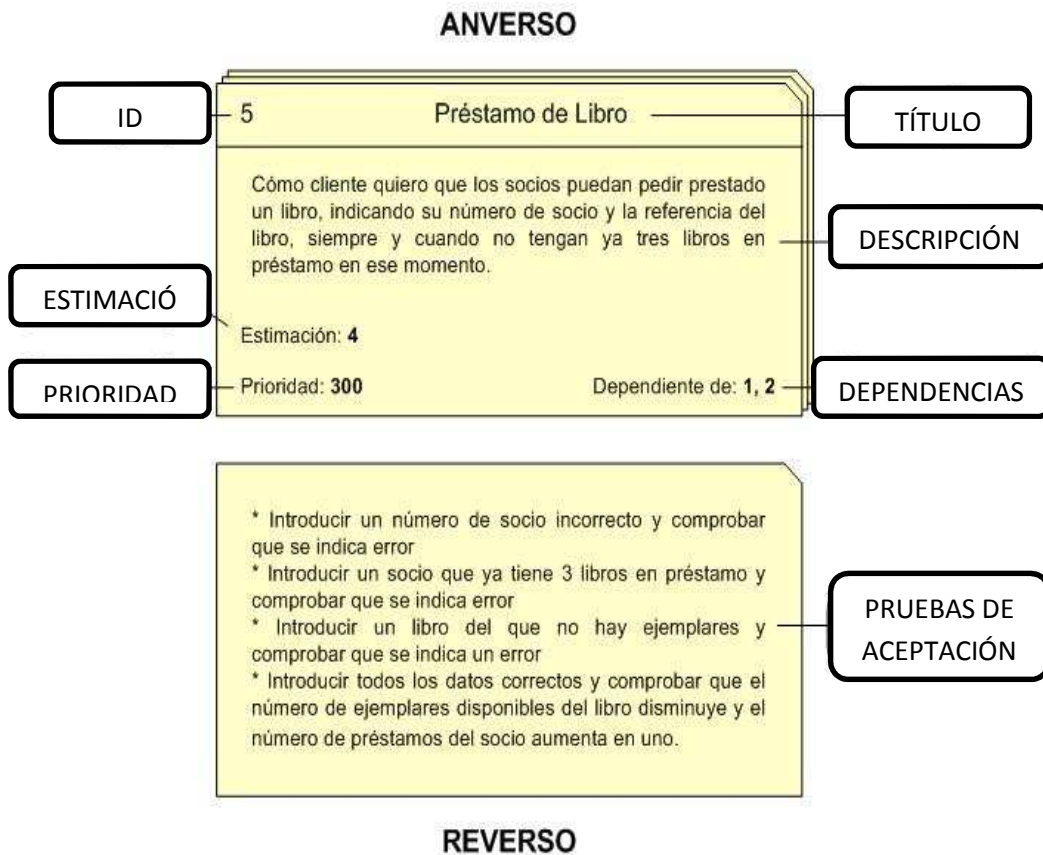 ANVERSO
ID
5
Préstamo de Libro
TÍTULO
Cómo cliente quiero que los socios puedan pedir prestado
un libro, indicando su número de socio y la referencia del
libro, siempre y cuando no tengan ya tres libros en
préstamo en ese momento.
DESCRIPCIÓN
ESTIMACIÓ
Estimación: 4
PRIORIDAD
Prioridad: 300
Dependiente de: 1, 2
DEPENDENCIAS
* Introducir un número de socio incorrecto y comprobar
que se indica error
* Introducir un socio que ya tiene 3 libros en préstamo y
comprobar que se indica error
* Introducir un libro del que no hay ejemplares y
comprobar que se indica un error
* Introducir todos los datos correctos y comprobar que el
número de ejemplares disponibles del libro disminuye y el
número de préstamos del socio aumenta en uno.
PRUEBAS DE
ACEPTACIÓN
REVERSO